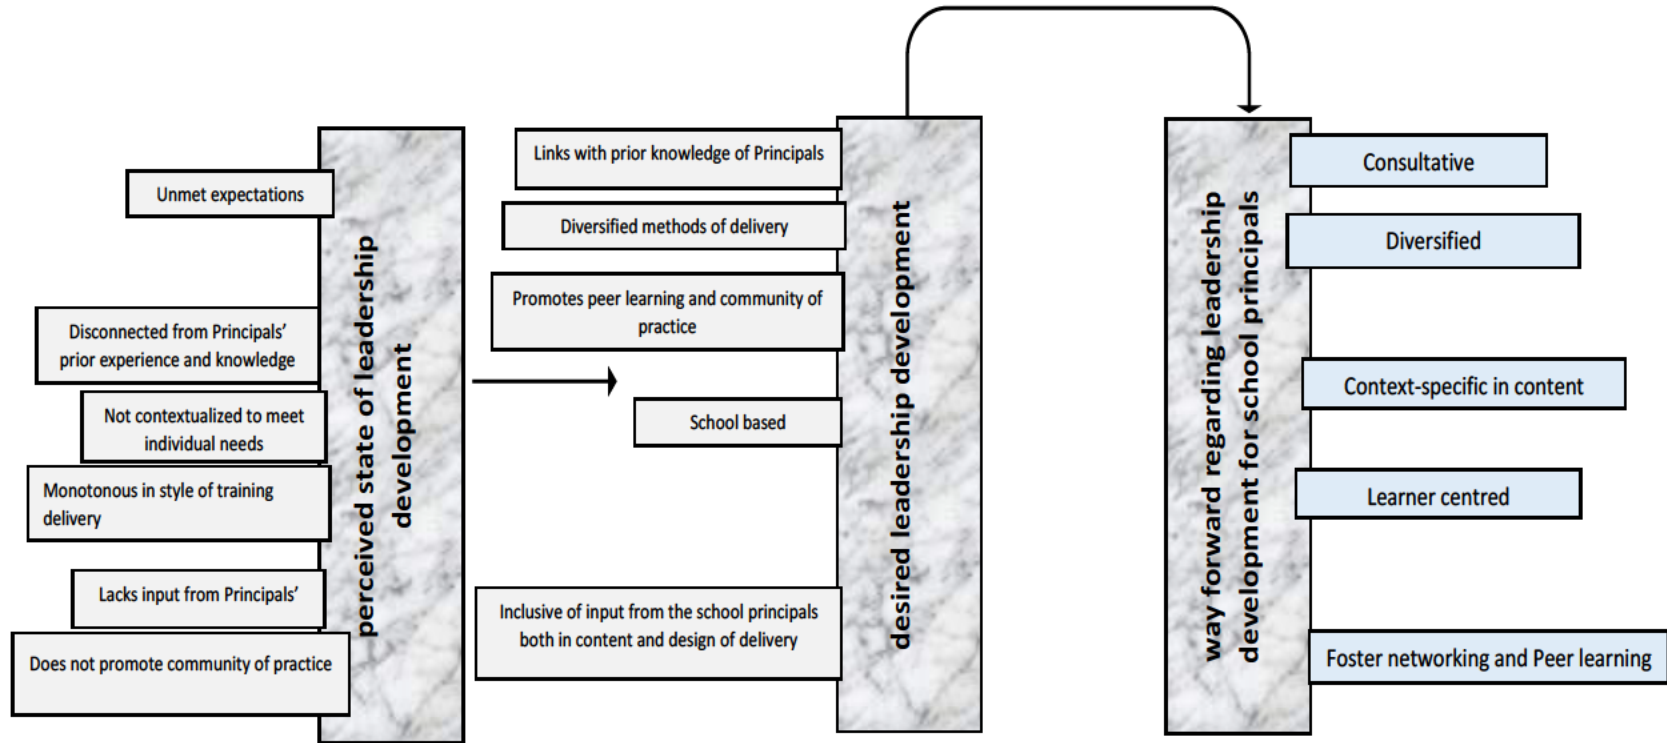 Unmet expectations
Disconnected from Principals'
prior experience and knowledge
Not contextualized to meet
individual needs
Monotonous in style of training
delivery
Lacks input from Principals'
Does not promote community of practice
perceived state of leadership
development
Links with prior knowledge of Principals
Diversified methods of delivery
Promotes peer learning and community of
practice
School based
Inclusive of input from the school principals
both in content and design of delivery
desired leadership development
way forward regarding leadership
development for school principals
Consultative
Diversified
Context-specific in content
Learner centred
Foster networking and Peer learning